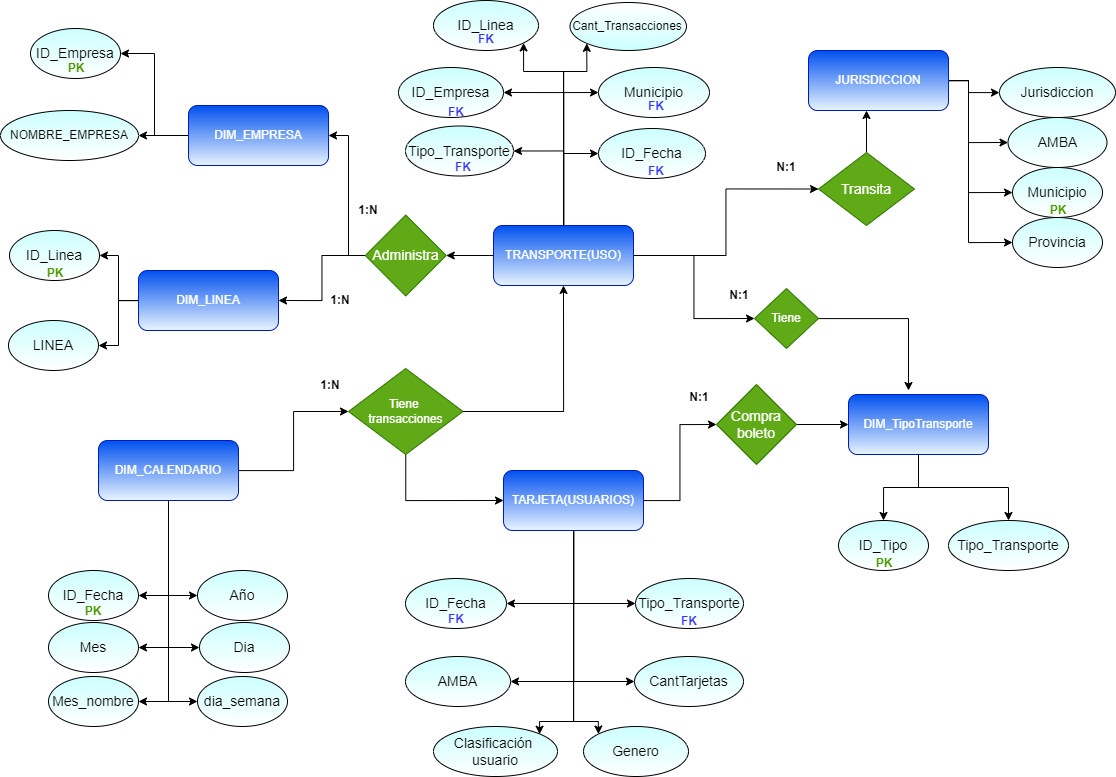 ID_Linea
FK
Cant_Transacciones
ID_Empresa
PK
JURISDICCION
ID_Empresa
FK
Municipio
FK
Jurisdiccion
NOMBRE_EMPRESA
DIM_EMPRESA
Tipo_Transporte
FK
ID_Fecha
FK
AMBA
N:1
Transita
Municipio
PK
1:N
Provincia
ID_Linea
PK
Administra
TRANSPORTE(USO)
DIM_LINEA
1:N
N:1
Tiene
LINEA
1:N
Tiene
transacciones
N:1
Compra
boleto
DIM_TipoTransporte
DIM_CALENDARIO
TARJETA(USUARIOS)
ID_Tipo
PK
Tipo_Transporte
ID_Fecha
PK
Año
ID_Fecha
FK
Tipo_Transporte
FK
Mes
Dia
AMBA
CantTarjetas
Mes_nombre
dia_semana
Clasificación
usuario
Genero